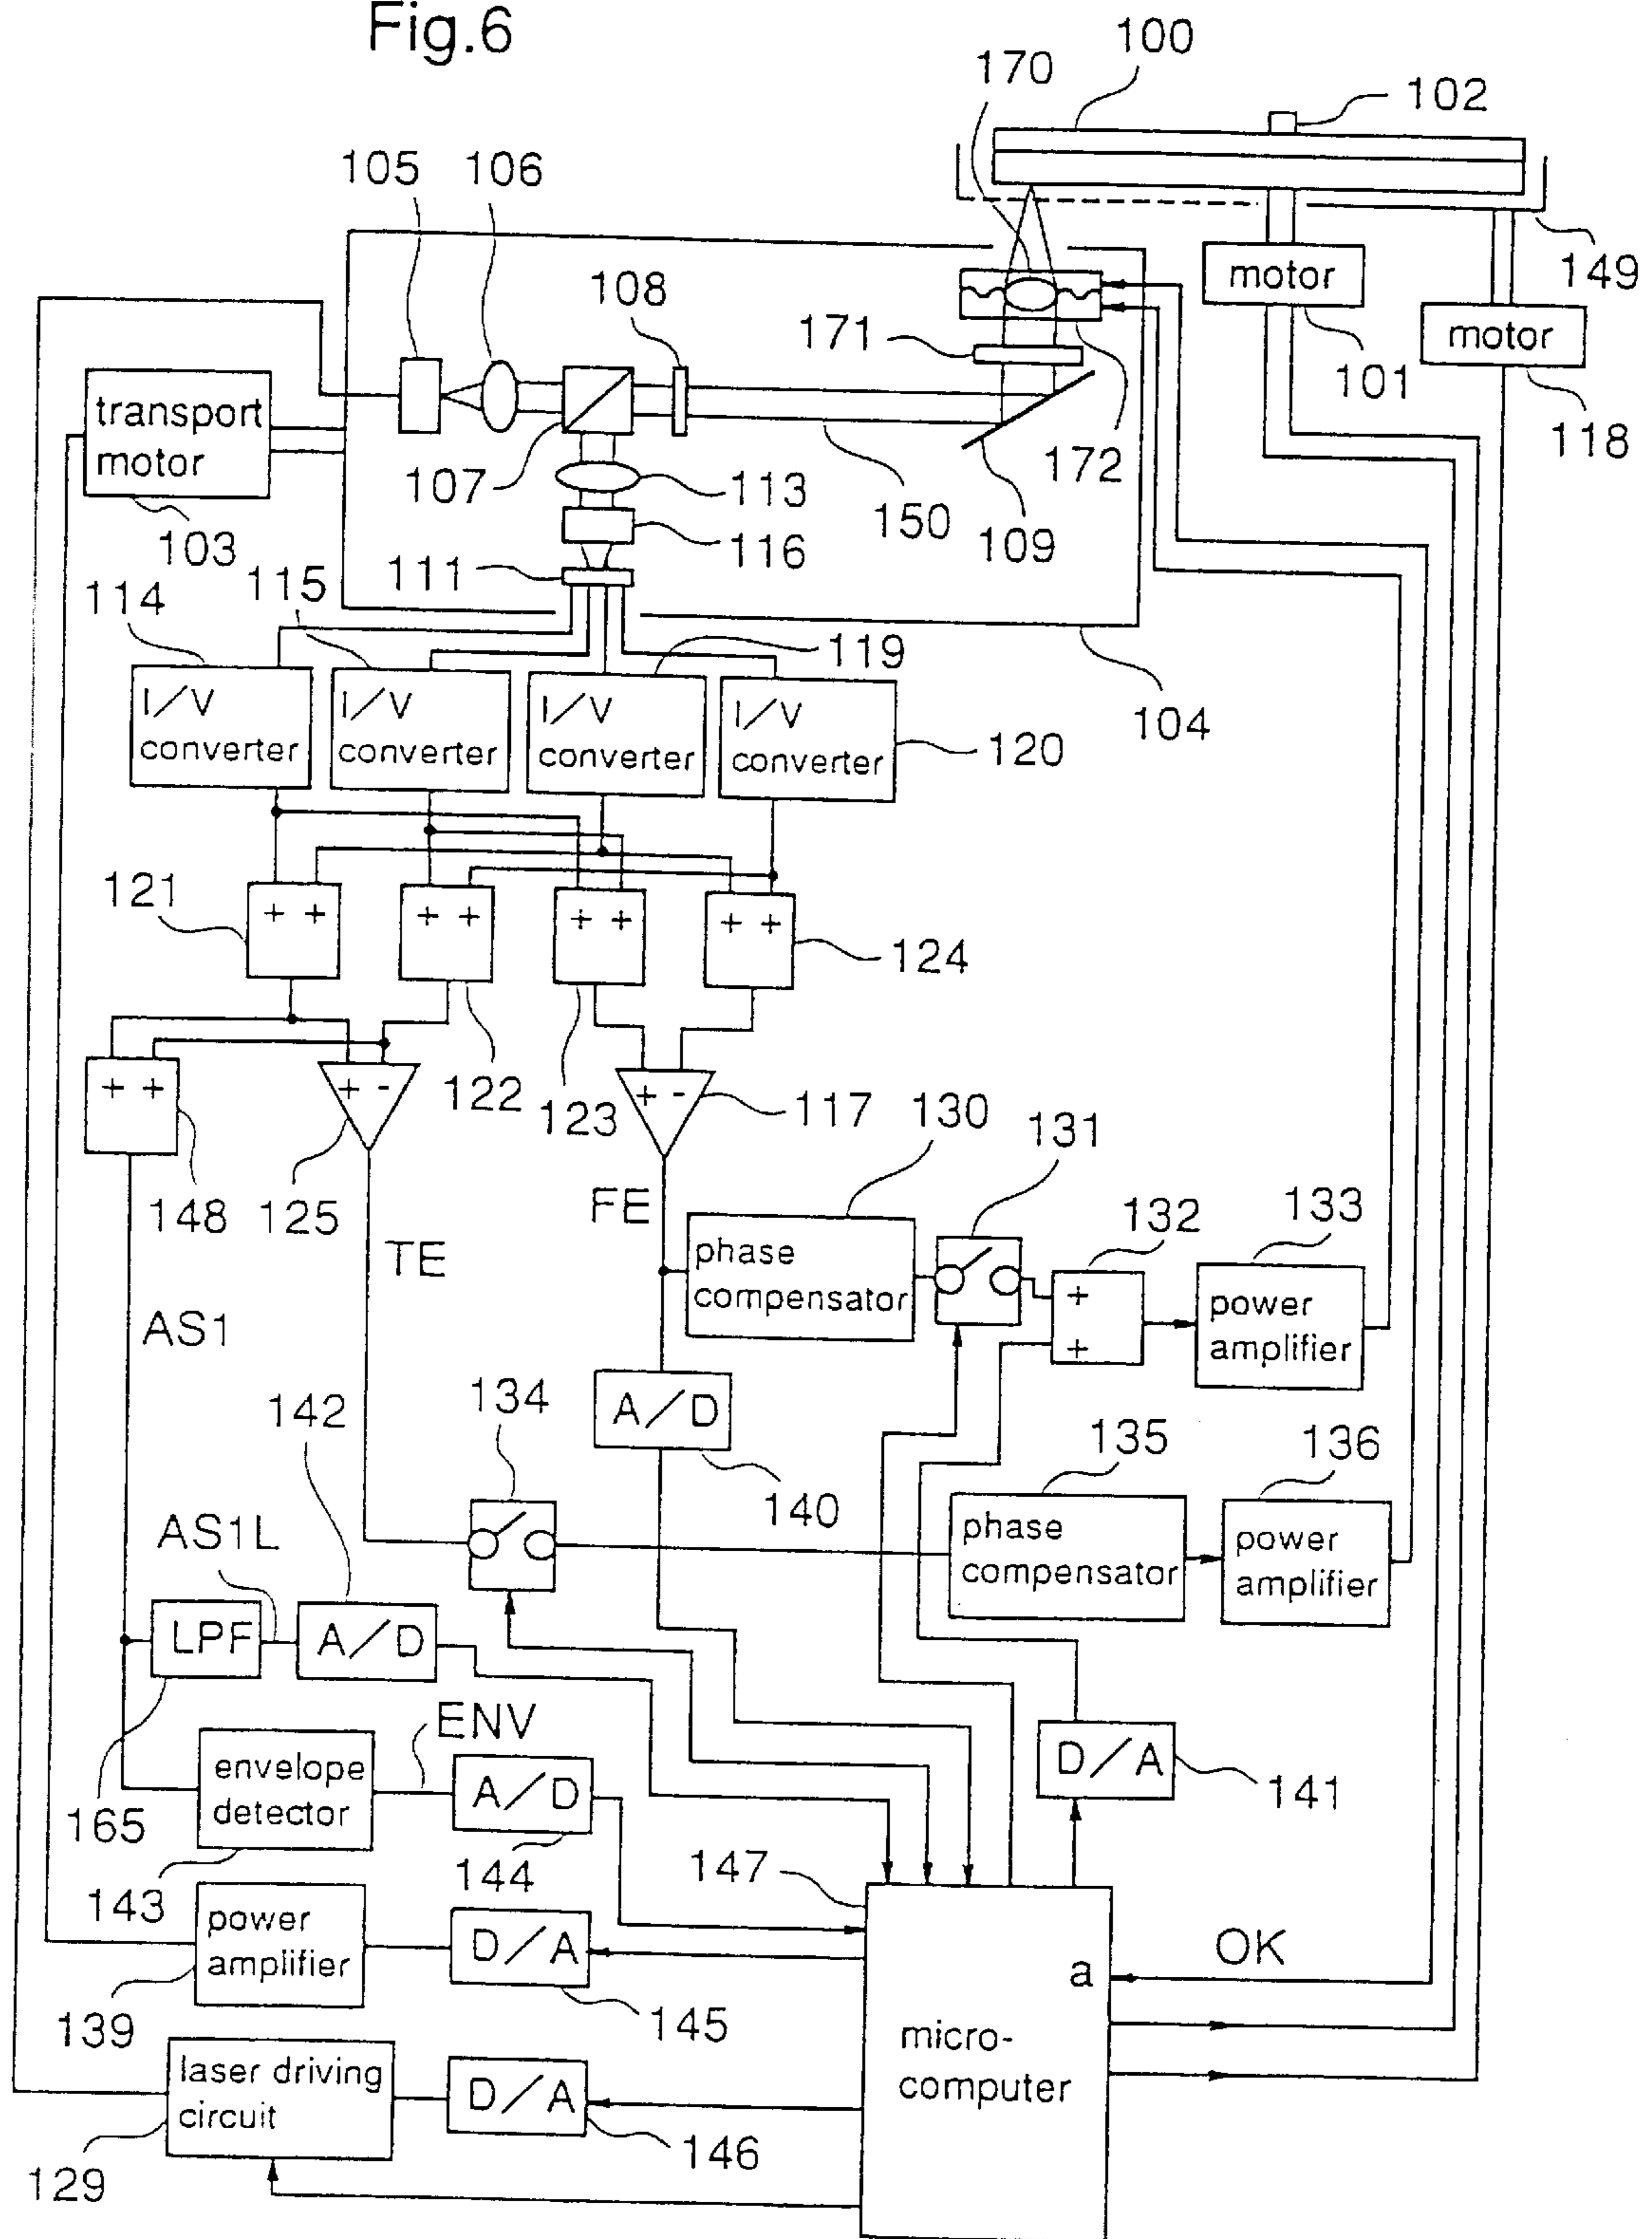 Fig.6
100
170
102
105 106
108
motor
149
171
motor
101
transport
motor
118
107
113
172
150
109
103
116
111
115
114
119
I/V
converter
I/V
converter
I/V
converter
I/V
converter
104
120
121
+ +
+ +
+ +
+ +
124
+ +
+ -
122
123
+ -
117
130
131
148
125
FE
132
133
TE
phase
compensator
+
+
power
amplifier
AS1
142
134
A/D
135
136
140
AS1L
phase
compensator
power
amplifier
LPF
A/D
ENV
D/A
141
envelope
detector
A/D
165
144
147
143
power
amplifier
D/A
OK
a
139
145
micro-
computer
laser driving
circuit
D/A
146
129